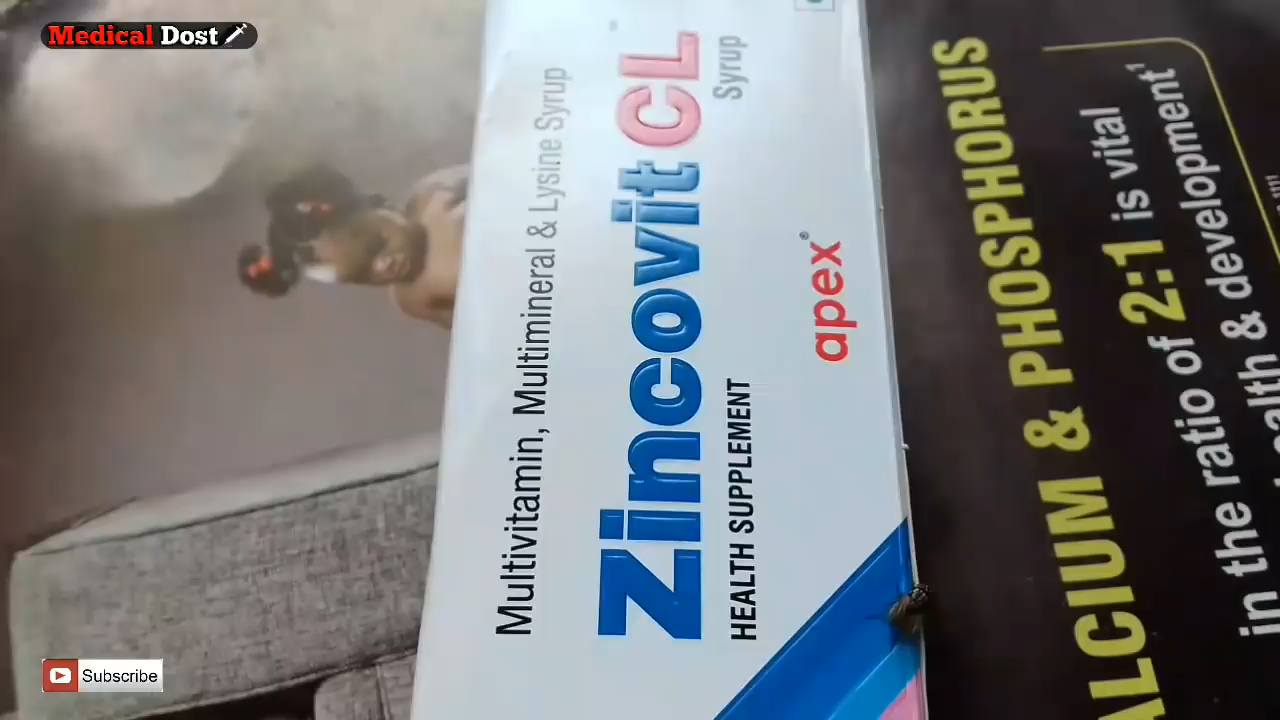 Medical Dost
Multivitamin, Multimineral & Lysine Syrup
Zincovit CL
Syrup
HEALTH SUPPLEMENT
apex®
ALCIUM & PHOSPHORUS
in the ratio of 2:1 is vital
health & development
Subscribe